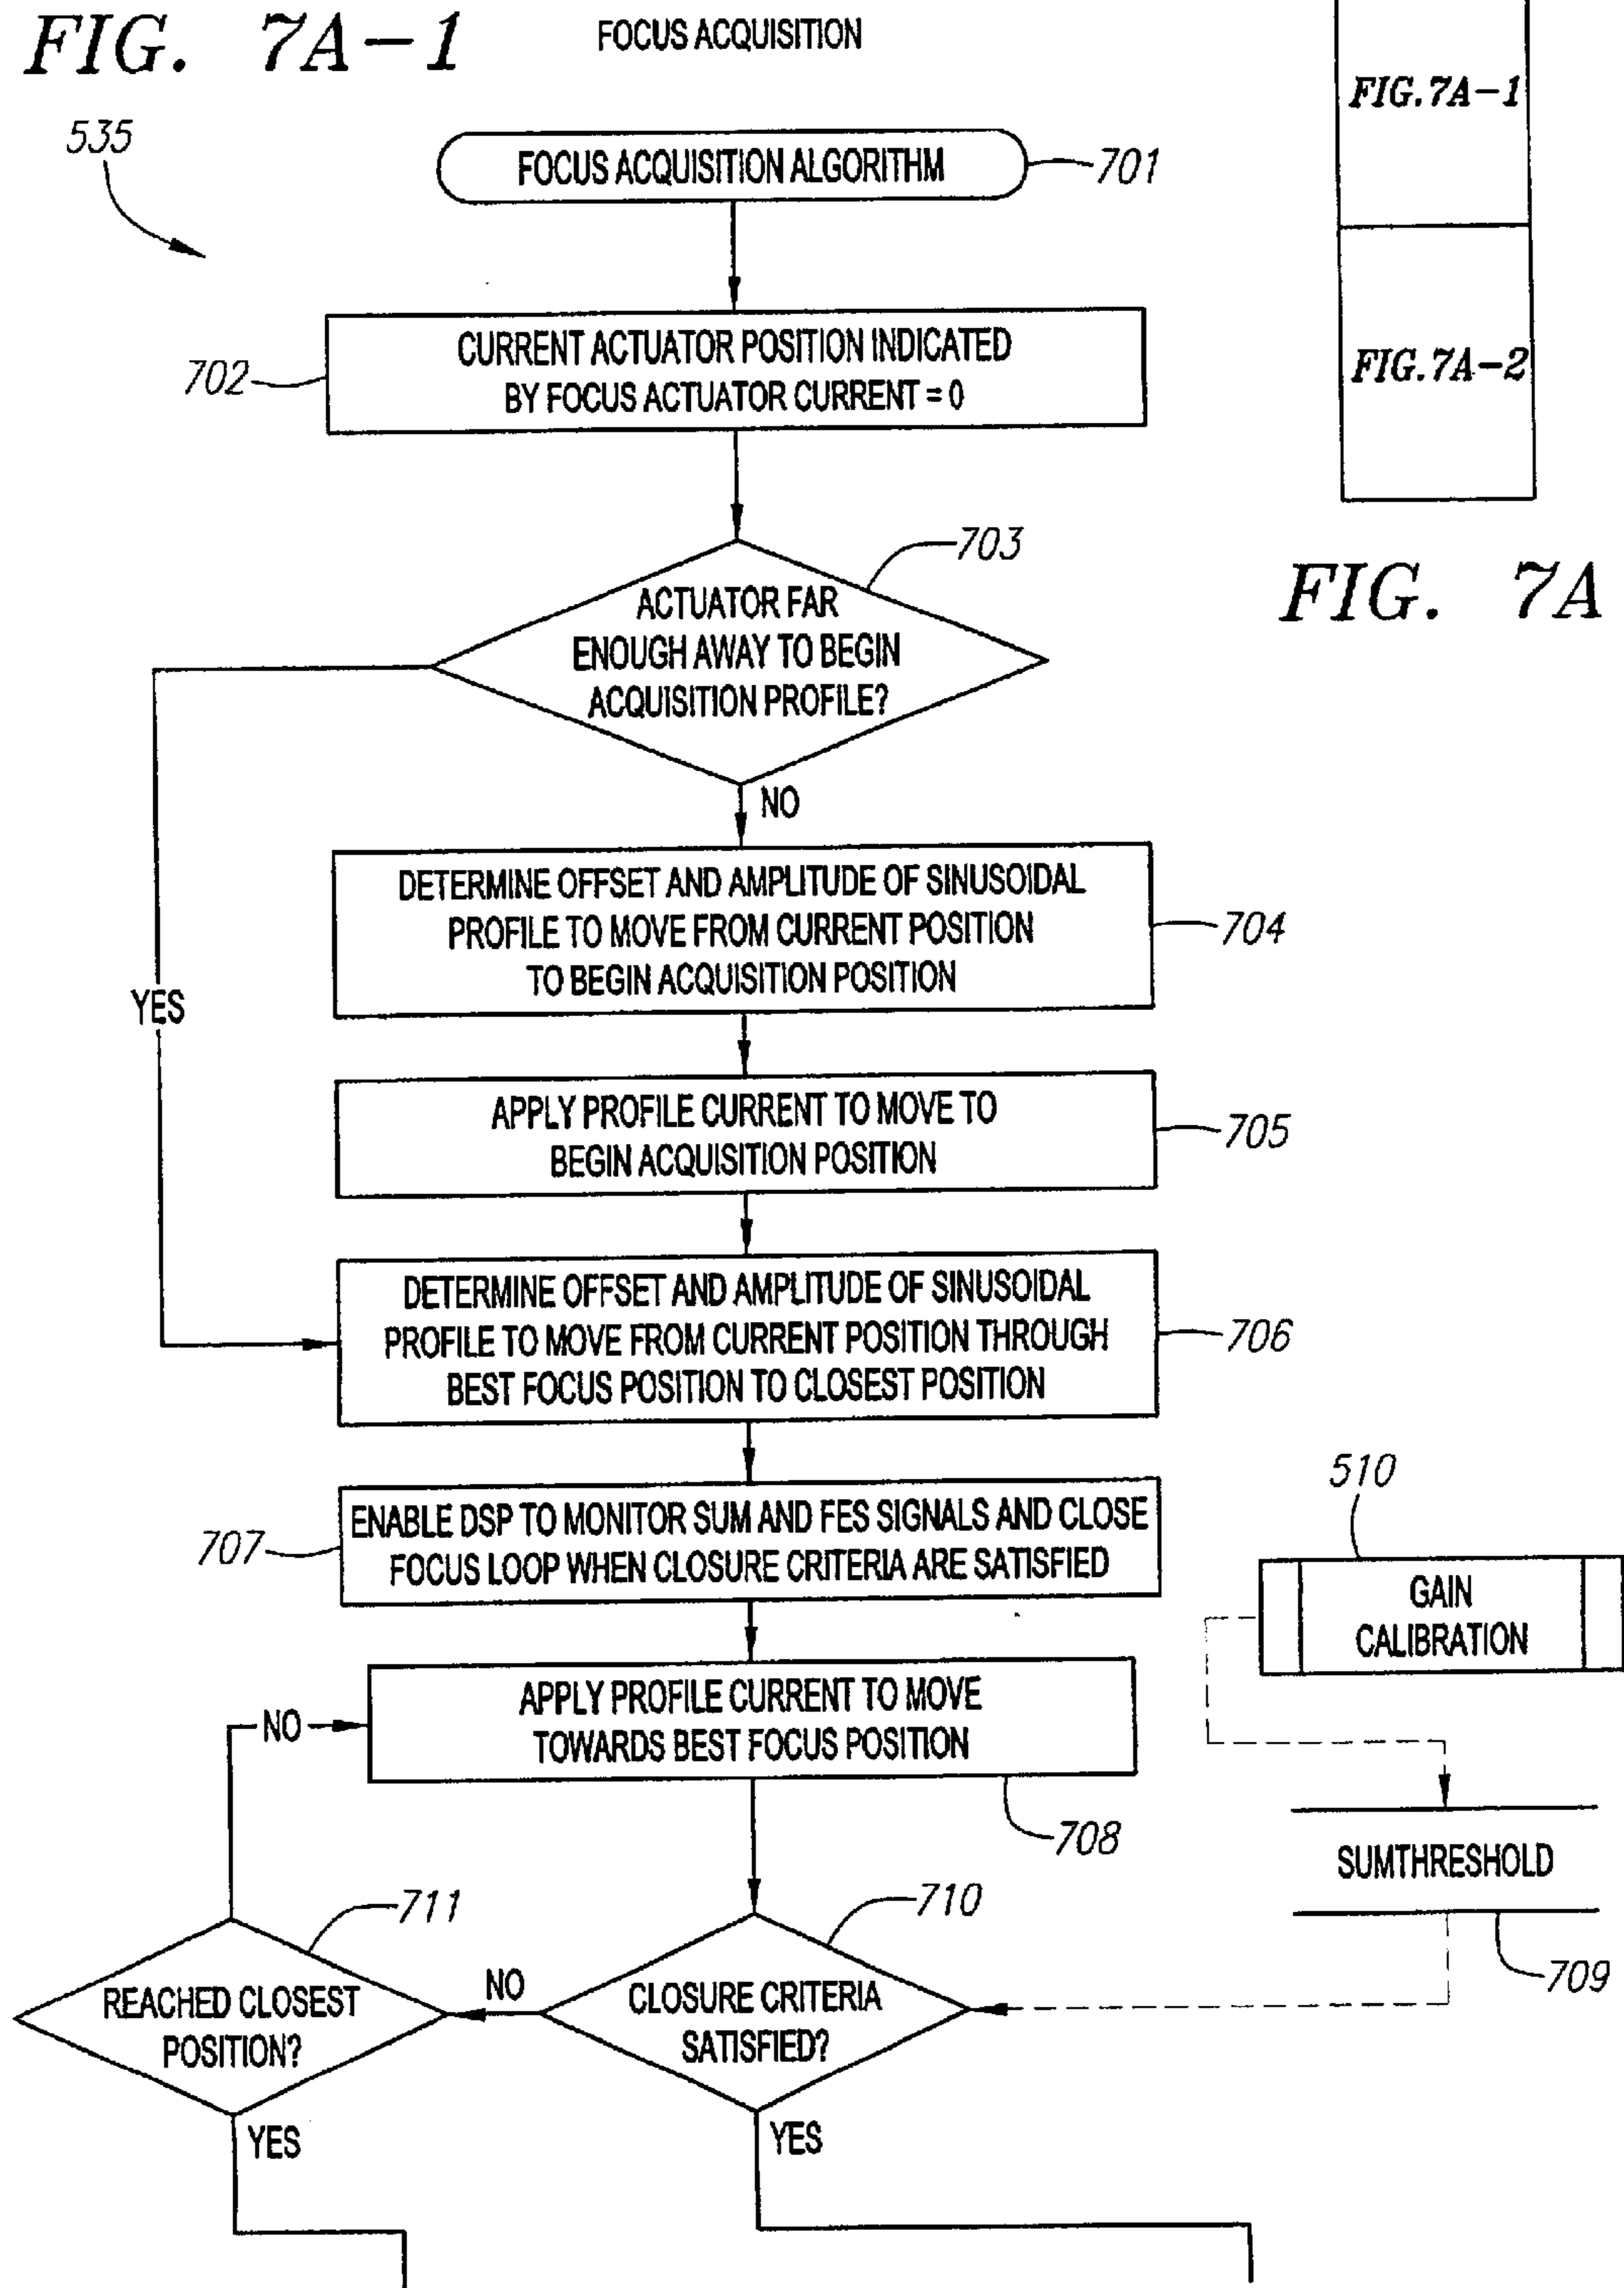 FIG. 7A-1
FOCUS ACQUISITION
FIG.7A-1
535
FOCUS ACQUISITION ALGORITHM
701
FIG.7A-2
702
CURRENT ACTUATOR POSITION INDICATED
BY FOCUS ACTUATOR CURRENT = 0
703
FIG. 7A
ACTUATOR FAR
ENOUGH AWAY TO BEGIN
ACQUISITION PROFILE?
NO
DETERMINE OFFSET AND AMPLITUDE OF SINUSOIDAL
PROFILE TO MOVE FROM CURRENT POSITION
TO BEGIN ACQUISITION POSITION
704
YES
APPLY PROFILE CURRENT TO MOVE TO
BEGIN ACQUISITION POSITION
705
DETERMINE OFFSET AND AMPLITUDE OF SINUSOIDAL
PROFILE TO MOVE FROM CURRENT POSITION THROUGH
BEST FOCUS POSITION TO CLOSEST POSITION
706
707
ENABLE DSP TO MONITOR SUM AND FES SIGNALS AND CLOSE
FOCUS LOOP WHEN CLOSURE CRITERIA ARE SATISFIED
510
GAIN
CALIBRATION
NO
APPLY PROFILE CURRENT TO MOVE
TOWARDS BEST FOCUS POSITION
708
SUMTHRESHOLD
709
711
710
REACHED CLOSEST
POSITION?
NO
CLOSURE CRITERIA
SATISFIED?
YES
YES